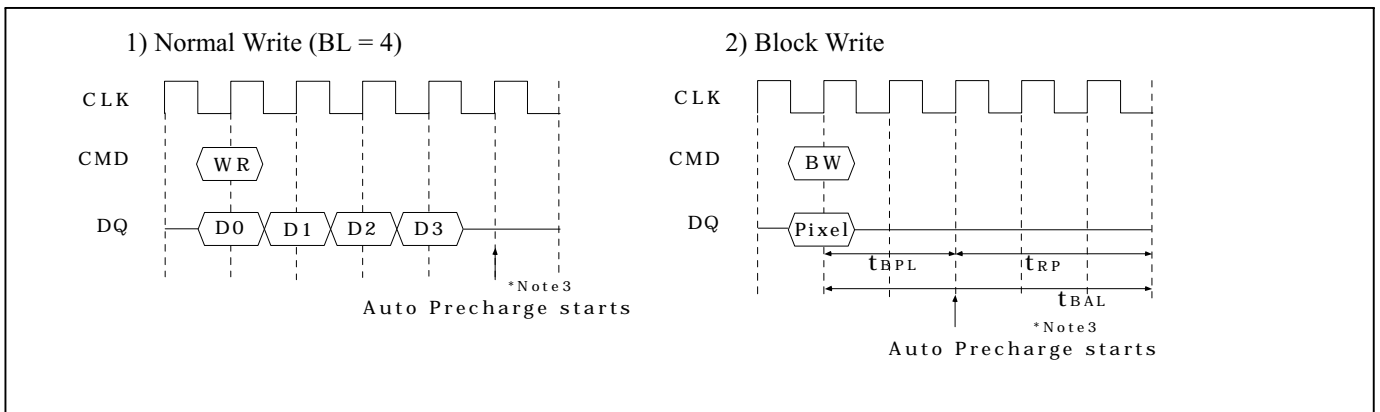 1) Normal Write (BL = 4)
CLK
CMD
WR
DQ
D0 D1 D2 D3
*Note3
Auto Precharge starts
2) Block Write
CLK
CMD
BW
DQ
Pixel
tBPL tRP
tBAL
*Note3
Auto Precharge starts